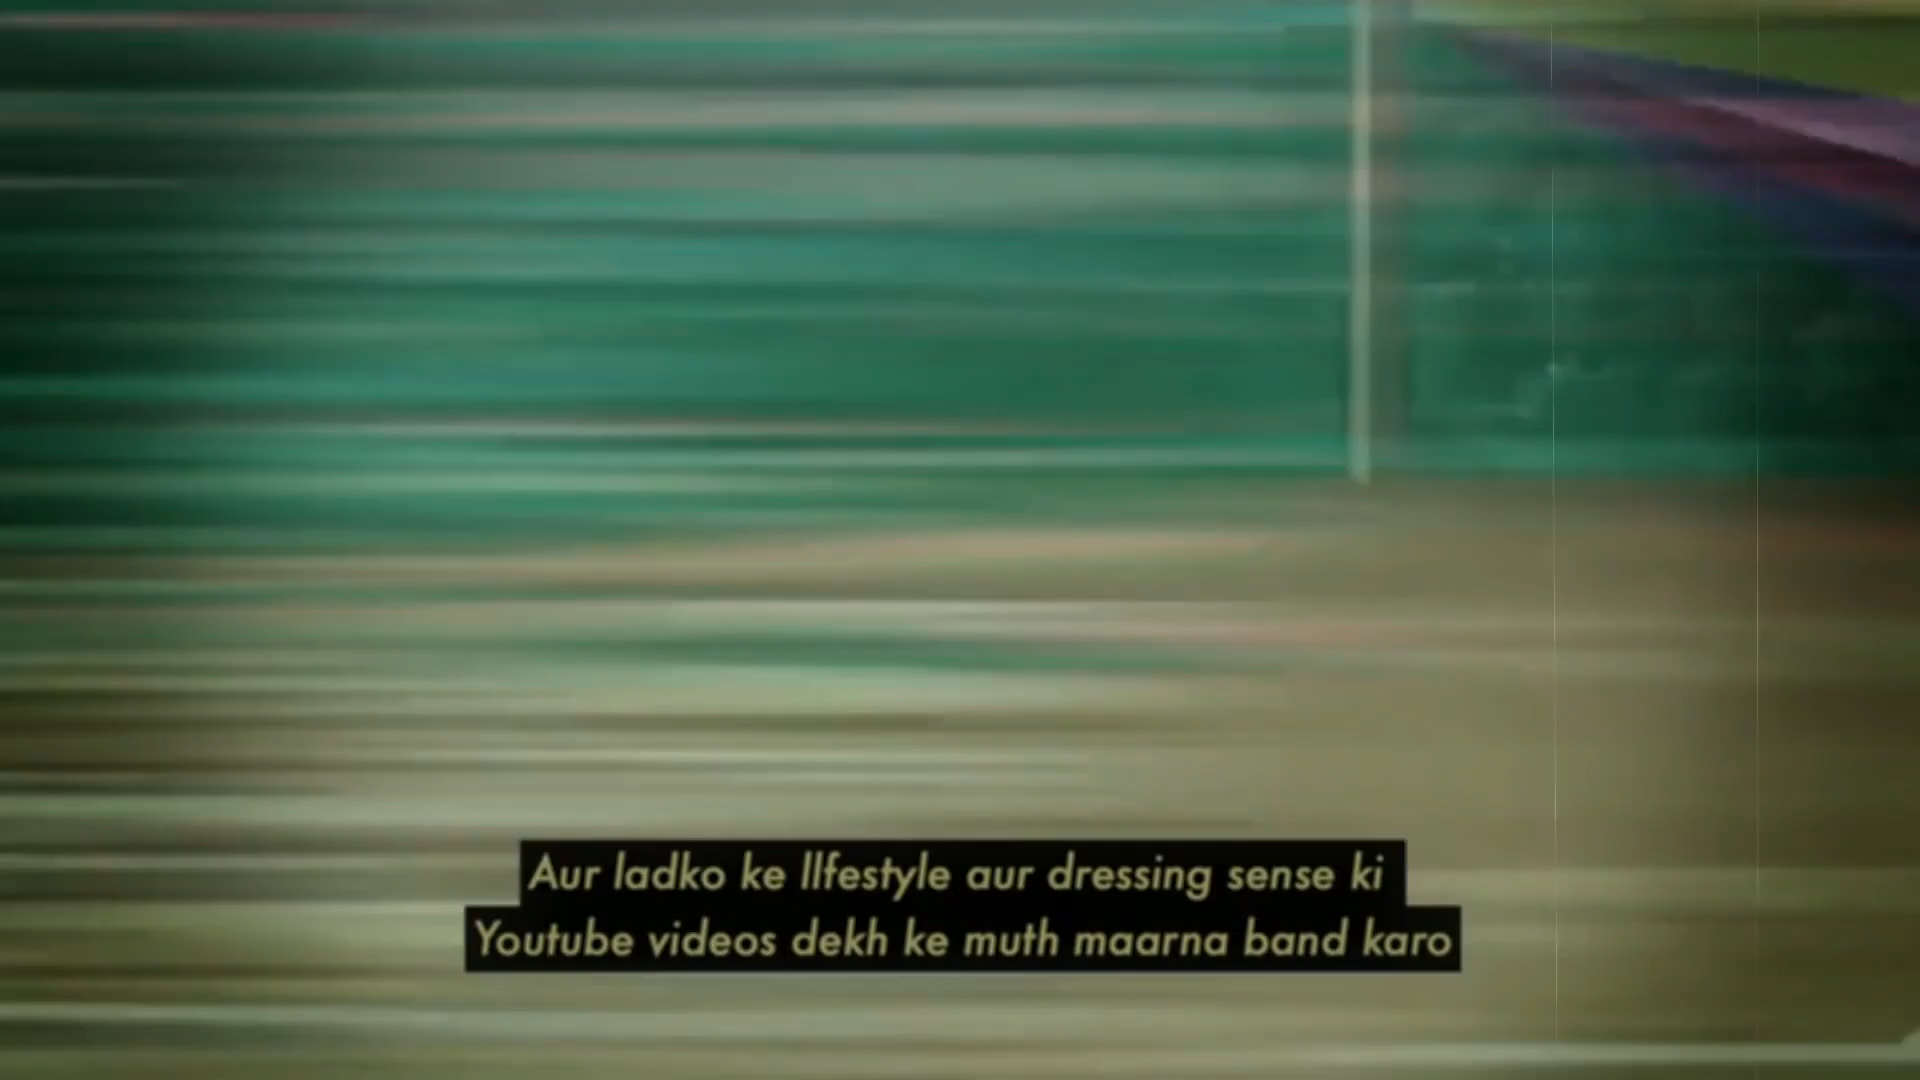 Aur ladko ke llfestyle aur dressing sense ki
Youtube videos dekh ke muth maarna band karo